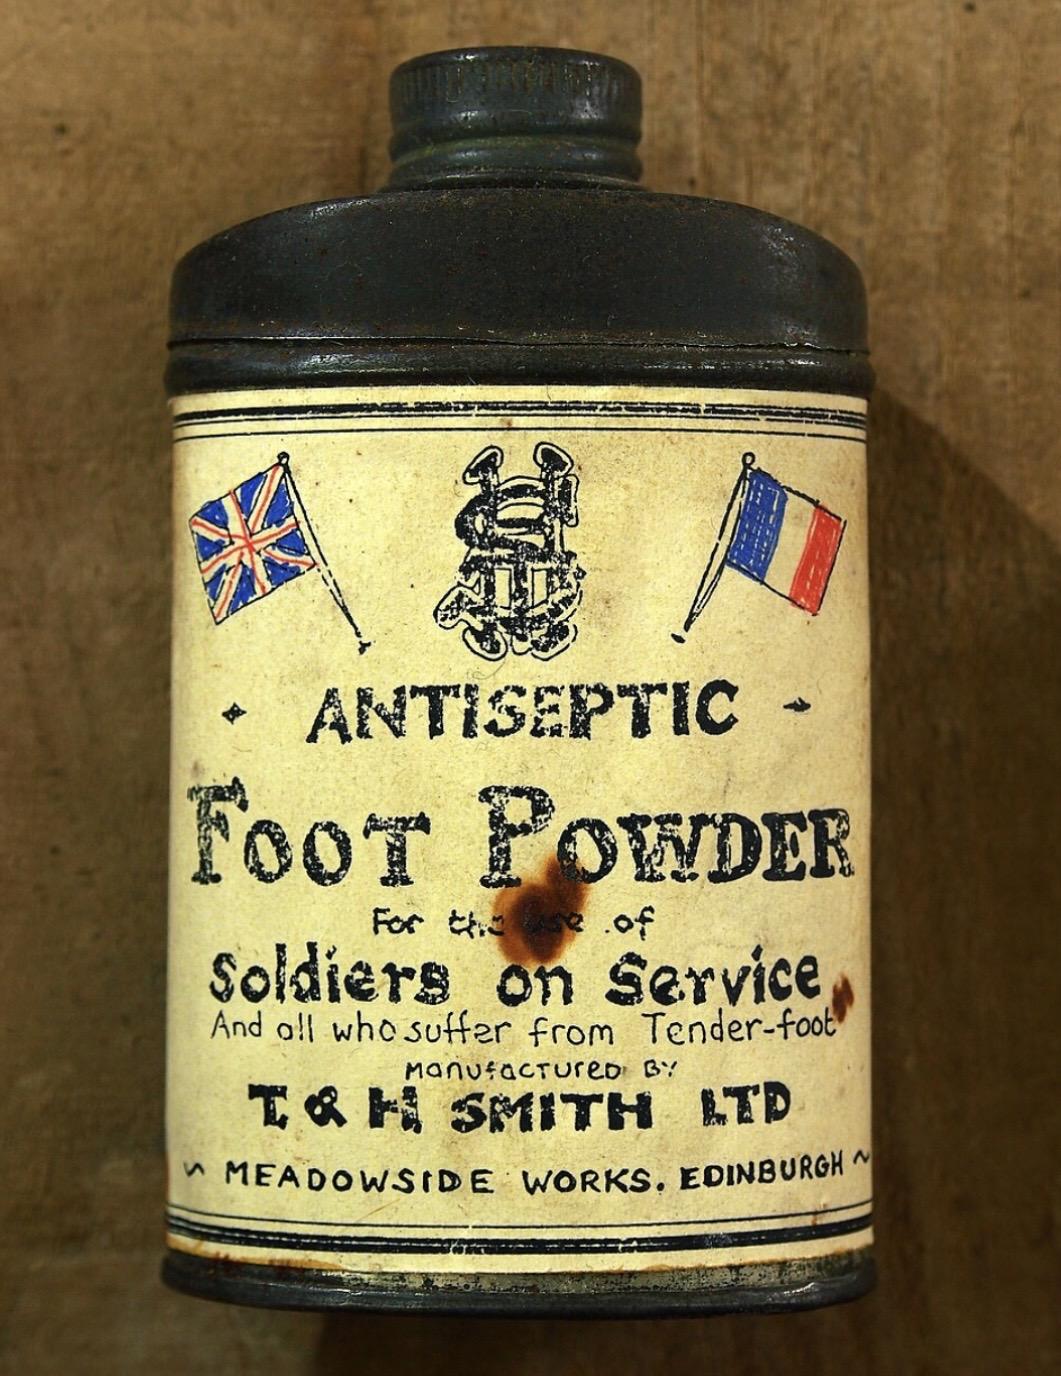 ANTISEPTIC
FOOT POWDER
For the use of
Soldiers on Service
And all who suffer from Tender-foot
Manufactured BY
T. & H SMITH LTD
~ MEADOWSIDE WORKS. EDINBURGH ~